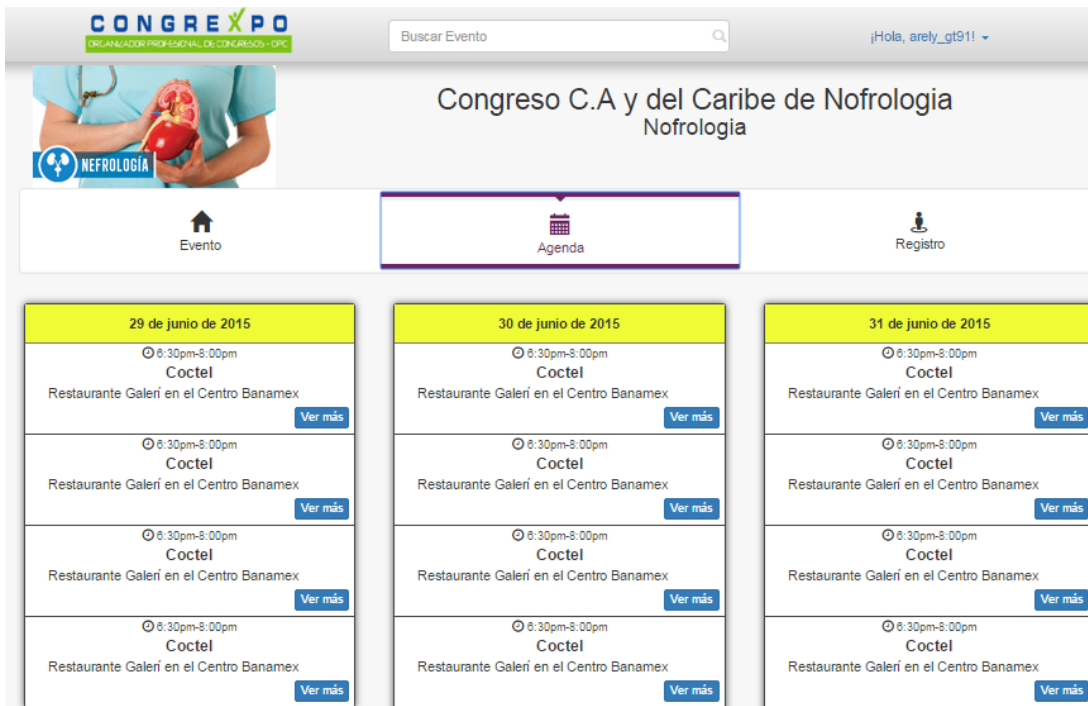 CONGREXPO
ORGANIZADOR PROFESIONAL DE CONGRESOS - OPC
Buscar Evento
¡Hola, arely_gt91!
NEFROLOGÍA
Congreso C.A y del Caribe de Nofrologia
Nofrologia
Evento
Agenda
Registro
29 de junio de 2015
6:30pm-8:00pm
Coctel
Restaurante Galerí en el Centro Banamex
Ver más
6:30pm-8:00pm
Coctel
Restaurante Galerí en el Centro Banamex
Ver más
6:30pm-8:00pm
Coctel
Restaurante Galerí en el Centro Banamex
Ver más
6:30pm-8:00pm
Coctel
Restaurante Galerí en el Centro Banamex
Ver más
30 de junio de 2015
6:30pm-8:00pm
Coctel
Restaurante Galerí en el Centro Banamex
Ver más
6:30pm-8:00pm
Coctel
Restaurante Galerí en el Centro Banamex
Ver más
6:30pm-8:00pm
Coctel
Restaurante Galerí en el Centro Banamex
Ver más
6:30pm-8:00pm
Coctel
Restaurante Galerí en el Centro Banamex
Ver más
31 de junio de 2015
6:30pm-8:00pm
Coctel
Restaurante Galerí en el Centro Banamex
Ver más
6:30pm-8:00pm
Coctel
Restaurante Galerí en el Centro Banamex
Ver más
6:30pm-8:00pm
Coctel
Restaurante Galerí en el Centro Banamex
Ver más
6:30pm-8:00pm
Coctel
Restaurante Galerí en el Centro Banamex
Ver más